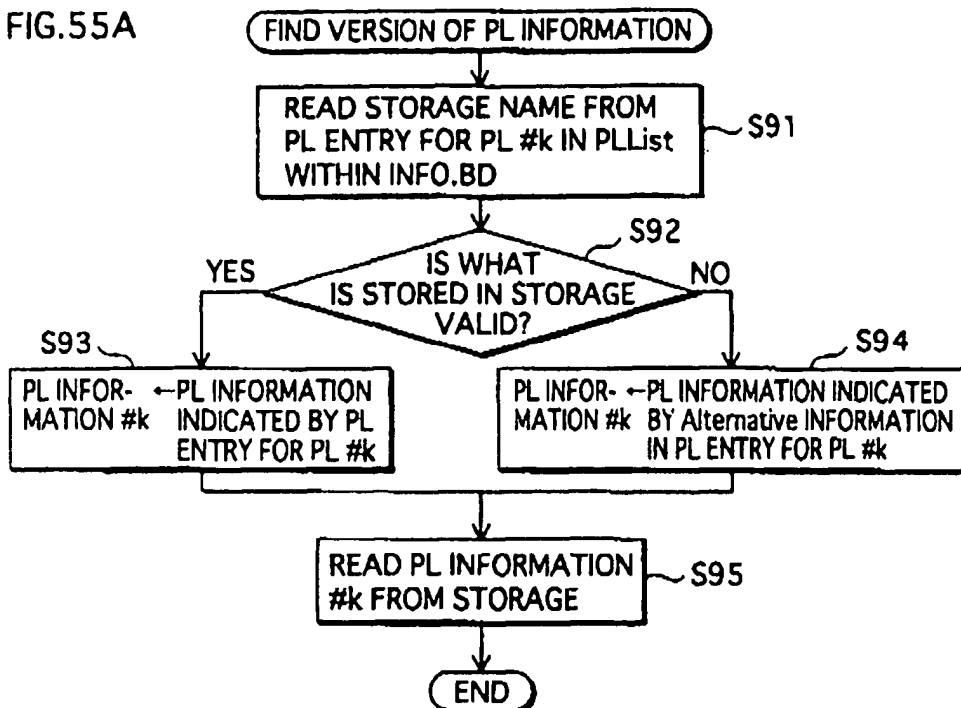 FIG.55A
FIND VERSION OF PL INFORMATION
READ STORAGE NAME FROM
PL ENTRY FOR PL #k IN PLList
WITHIN INFO.BD
S91
S92
IS WHAT
IS STORED IN STORAGE
VALID?
YES
NO
S93
PL INFOR- ←PL INFORMATION
MATION #k INDICATED BY PL
ENTRY FOR PL #k
S94
PL INFOR- ←PL INFORMATION INDICATED
MATION #k BY Alternative INFORMATION
IN PL ENTRY FOR PL #k
READ PL INFORMATION
#k FROM STORAGE
S95
END